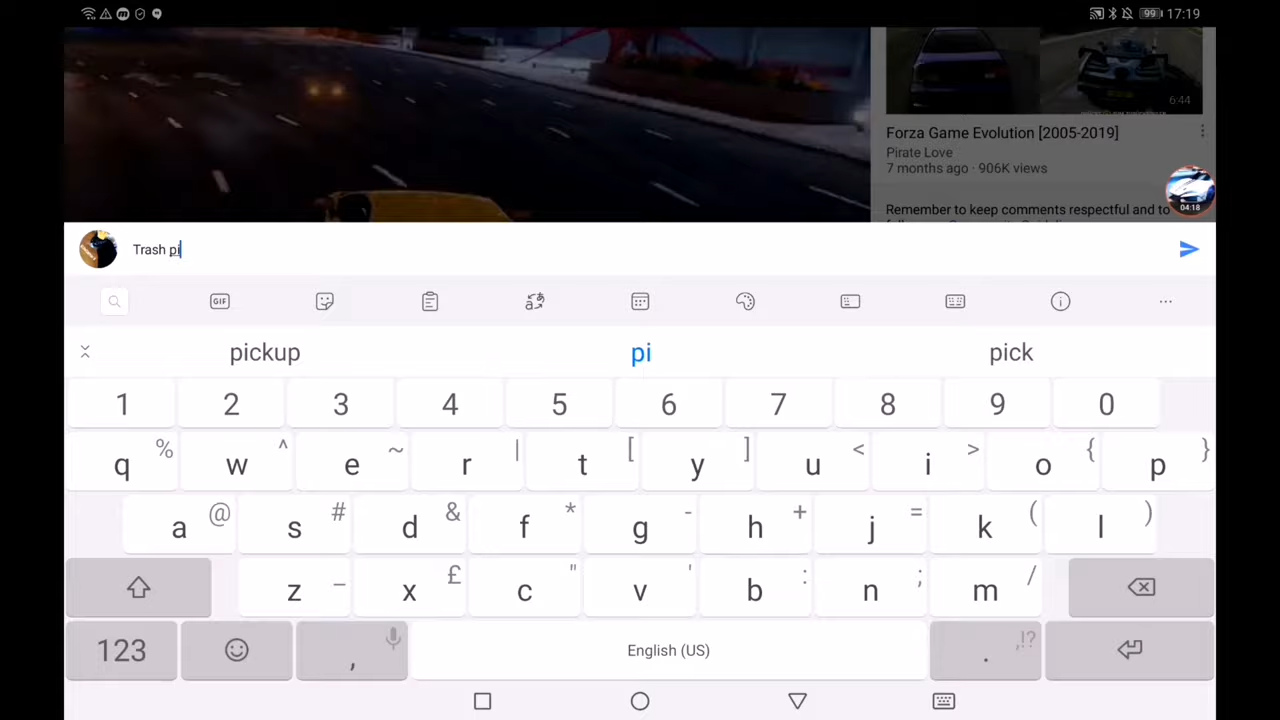 99 17:19
6:44
Forza Game Evolution [2005-2019]
Pirate Love
7 months ago · 906K views
04:18
Remember to keep comments respectful and to
Trash pi
GIF
pickup pi pick
1 2 3 4 5 6 7 8 9 0
q % w ^ e ~ r | t [ y ] u < i > o { p }
a @ s # d & f * g - h + j = k ( l )
z _ x £ c " v ' b : n ; m /
123 , English (US) . ,!?